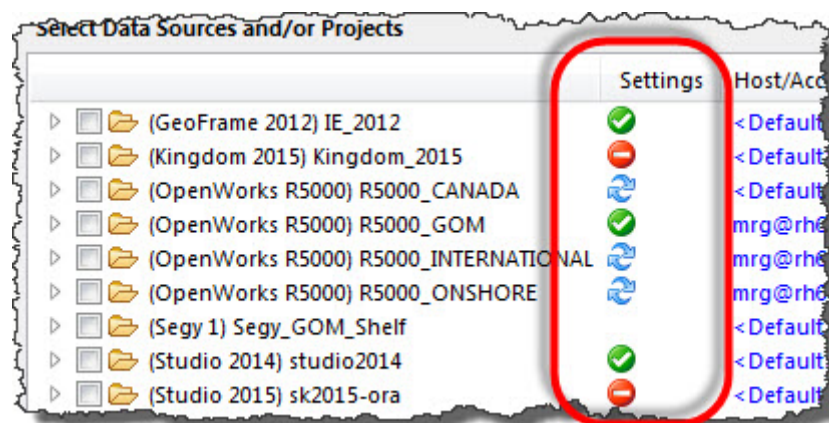 Select Data Sources and/or Projects
Settings Host/Acc
(GeoFrame 2012) IE_2012 <Default
(Kingdom 2015) Kingdom_2015 <Default
(OpenWorks R5000) R5000_CANADA <Default
(OpenWorks R5000) R5000_GOM mrg@rh6
(OpenWorks R5000) R5000_INTERNATIONAL mrg@rh6
(OpenWorks R5000) R5000_ONSHORE mrg@rh6
(Segy 1) Segy_GOM_Shelf <Default
(Studio 2014) studio2014 <Default
(Studio 2015) sk2015-ora <Default